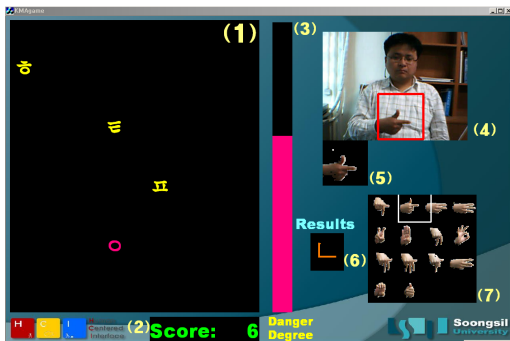 KMAgame
(1)
(3)
ㅎ
ㅌ
ㅍ
ㅇ
(4)
(5)
Results
ㄴ
(6)
(7)
H C I
Centered
Interface
(2)
Score: 6
Danger
Degree
Soongsil
University